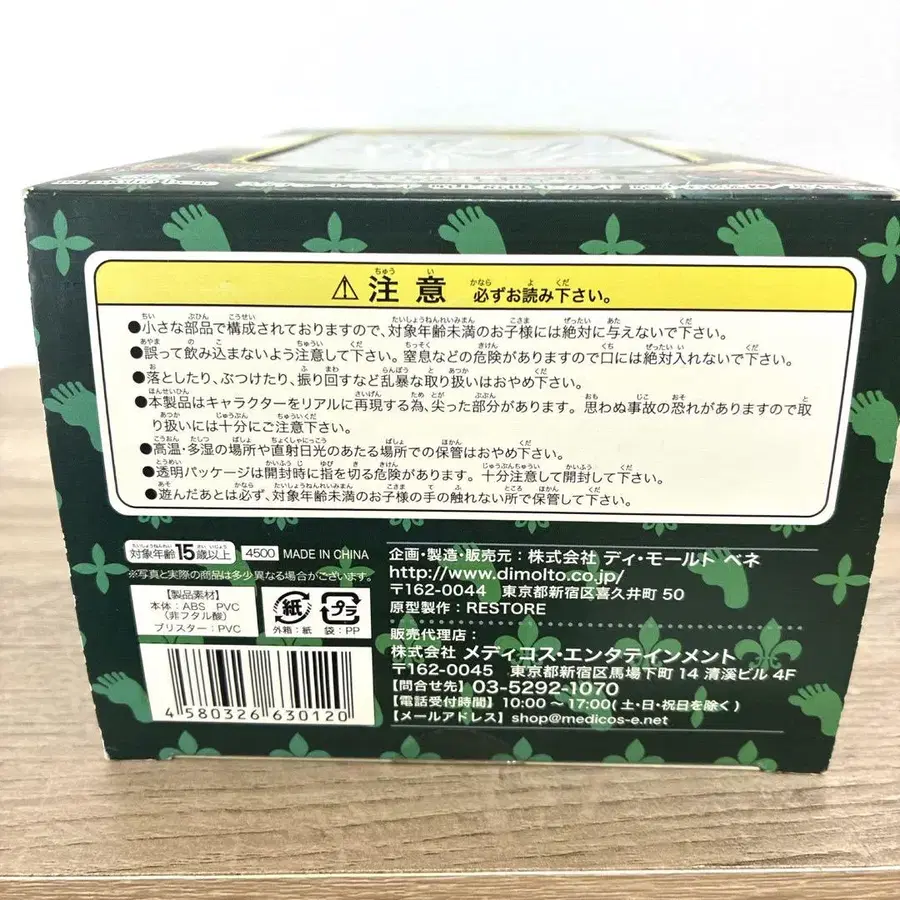 ⚠注意 必ずお読み下さい。
●小さな部品で構成されておりますので、対象年齢未満のお子様には絶対に与えないで下さい。
●誤って飲み込まないよう注意して下さい。窒息などの危険がありますので口には絶対入れないで下さい。
●落としたり、ぶつけたり、振り回すなど乱暴な取り扱いはおやめ下さい。
●本製品はキャラクターをリアルに再現する為、尖った部分があります。思わぬ事故の恐れがありますので取
り扱いには十分にご注意下さい。
●高温・多湿の場所や直射日光のあたる場所での保管はおやめ下さい。
●透明パッケージは開封時に指を切る危険があります。十分注意して開封して下さい。
●遊んだあとは必ず、対象年齢未満のお子様の手の触れない所で保管して下さい。
対象年齢 15歳以上 4500 MADE IN CHINA
※写真と実際の商品は多少異なる場合がございます。
【製品素材】
本体：ABS PVC
（非フタル酸）
ブリスター：PVC
紙
外箱：紙
プラ
袋：PP
4 580326 630120
企画・製造・販売元：株式会社 ディ・モールト ベネ
http://www.dimolto.co.jp/
〒162-0044 東京都新宿区喜久井町 50
原型製作：RESTORE
販売代理店：
株式会社 メディコス・エンタテインメント
〒162-0045 東京都新宿区馬場下町 14 清溪ビル 4F
【問合せ先】 03-5292-1070
【電話受付時間】 10:00～17:00(土・日・祝日を除く)
【メールアドレス】 shop@medicos-e.net